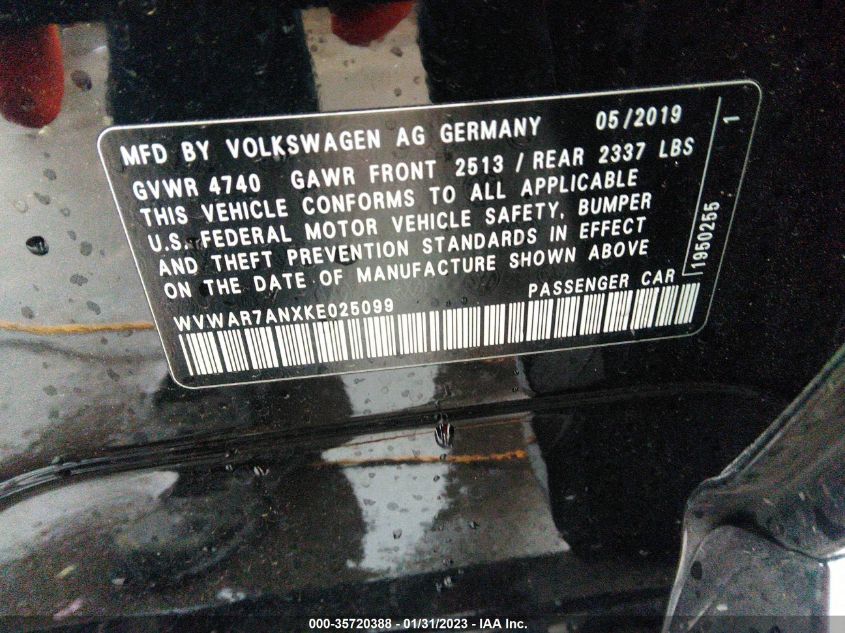 MFD BY VOLKSWAGEN AG GERMANY 05/2019
GVWR 4740 GAWR FRONT 2513 / REAR 2337 LBS
THIS VEHICLE CONFORMS TO ALL APPLICABLE
U.S. FEDERAL MOTOR VEHICLE SAFETY, BUMPER
AND THEFT PREVENTION STANDARDS IN EFFECT
ON THE DATE OF MANUFACTURE SHOWN ABOVE
PASSENGER CAR
WVWAR7ANXKE025099
1950255 1
000-35720388 - 01/31/2023 - IAA Inc.